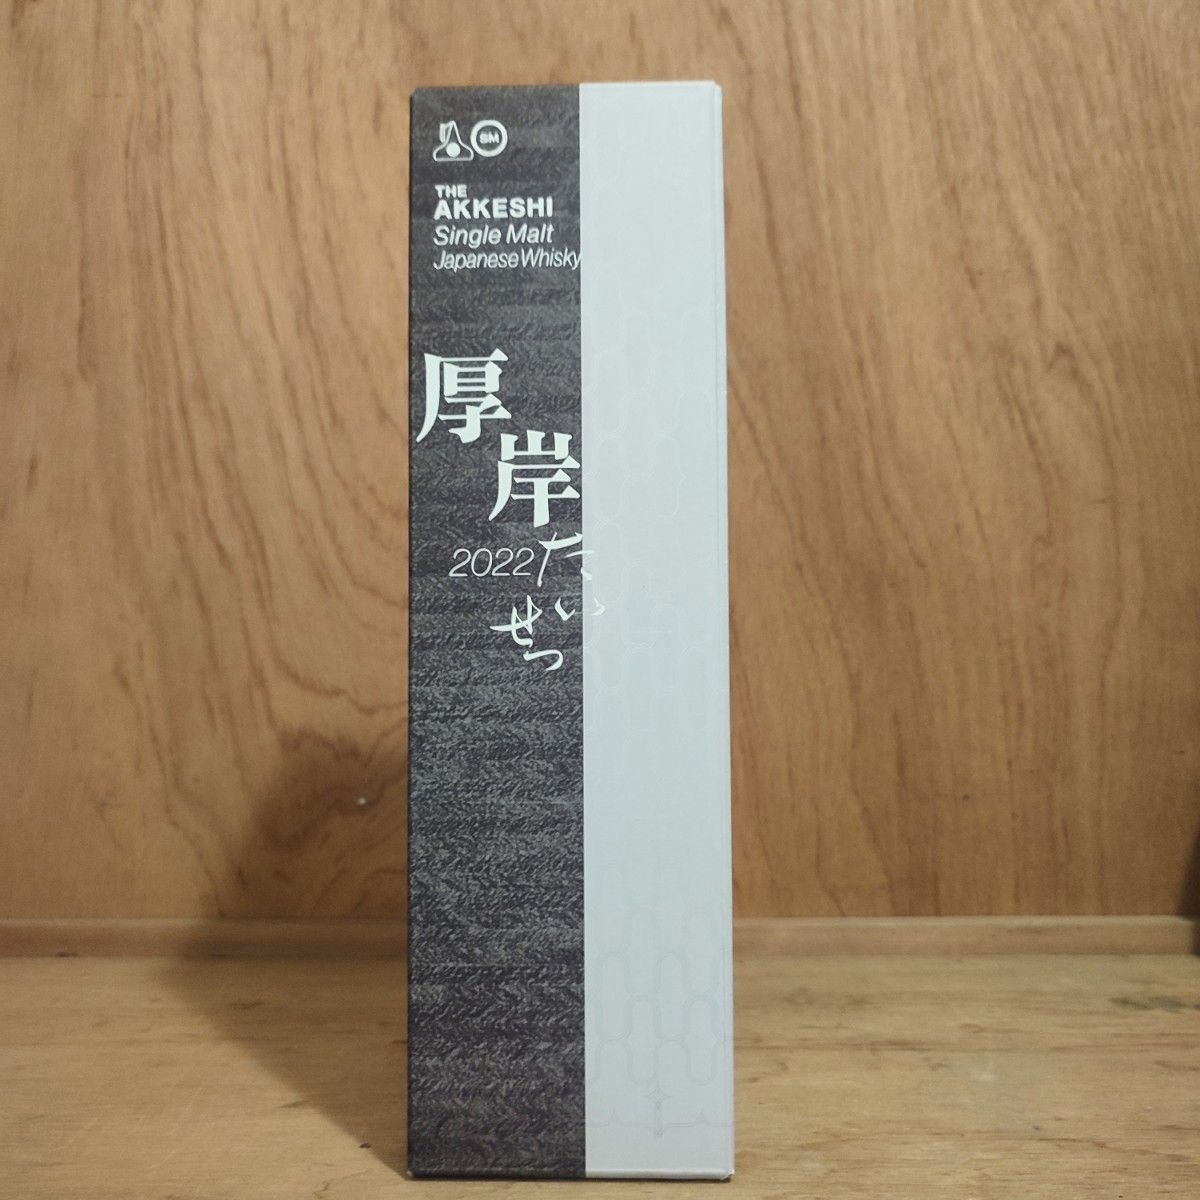 SM
THE
AKKESHI
Single Malt
Japanese Whisky
厚岸
2022
たいせつ